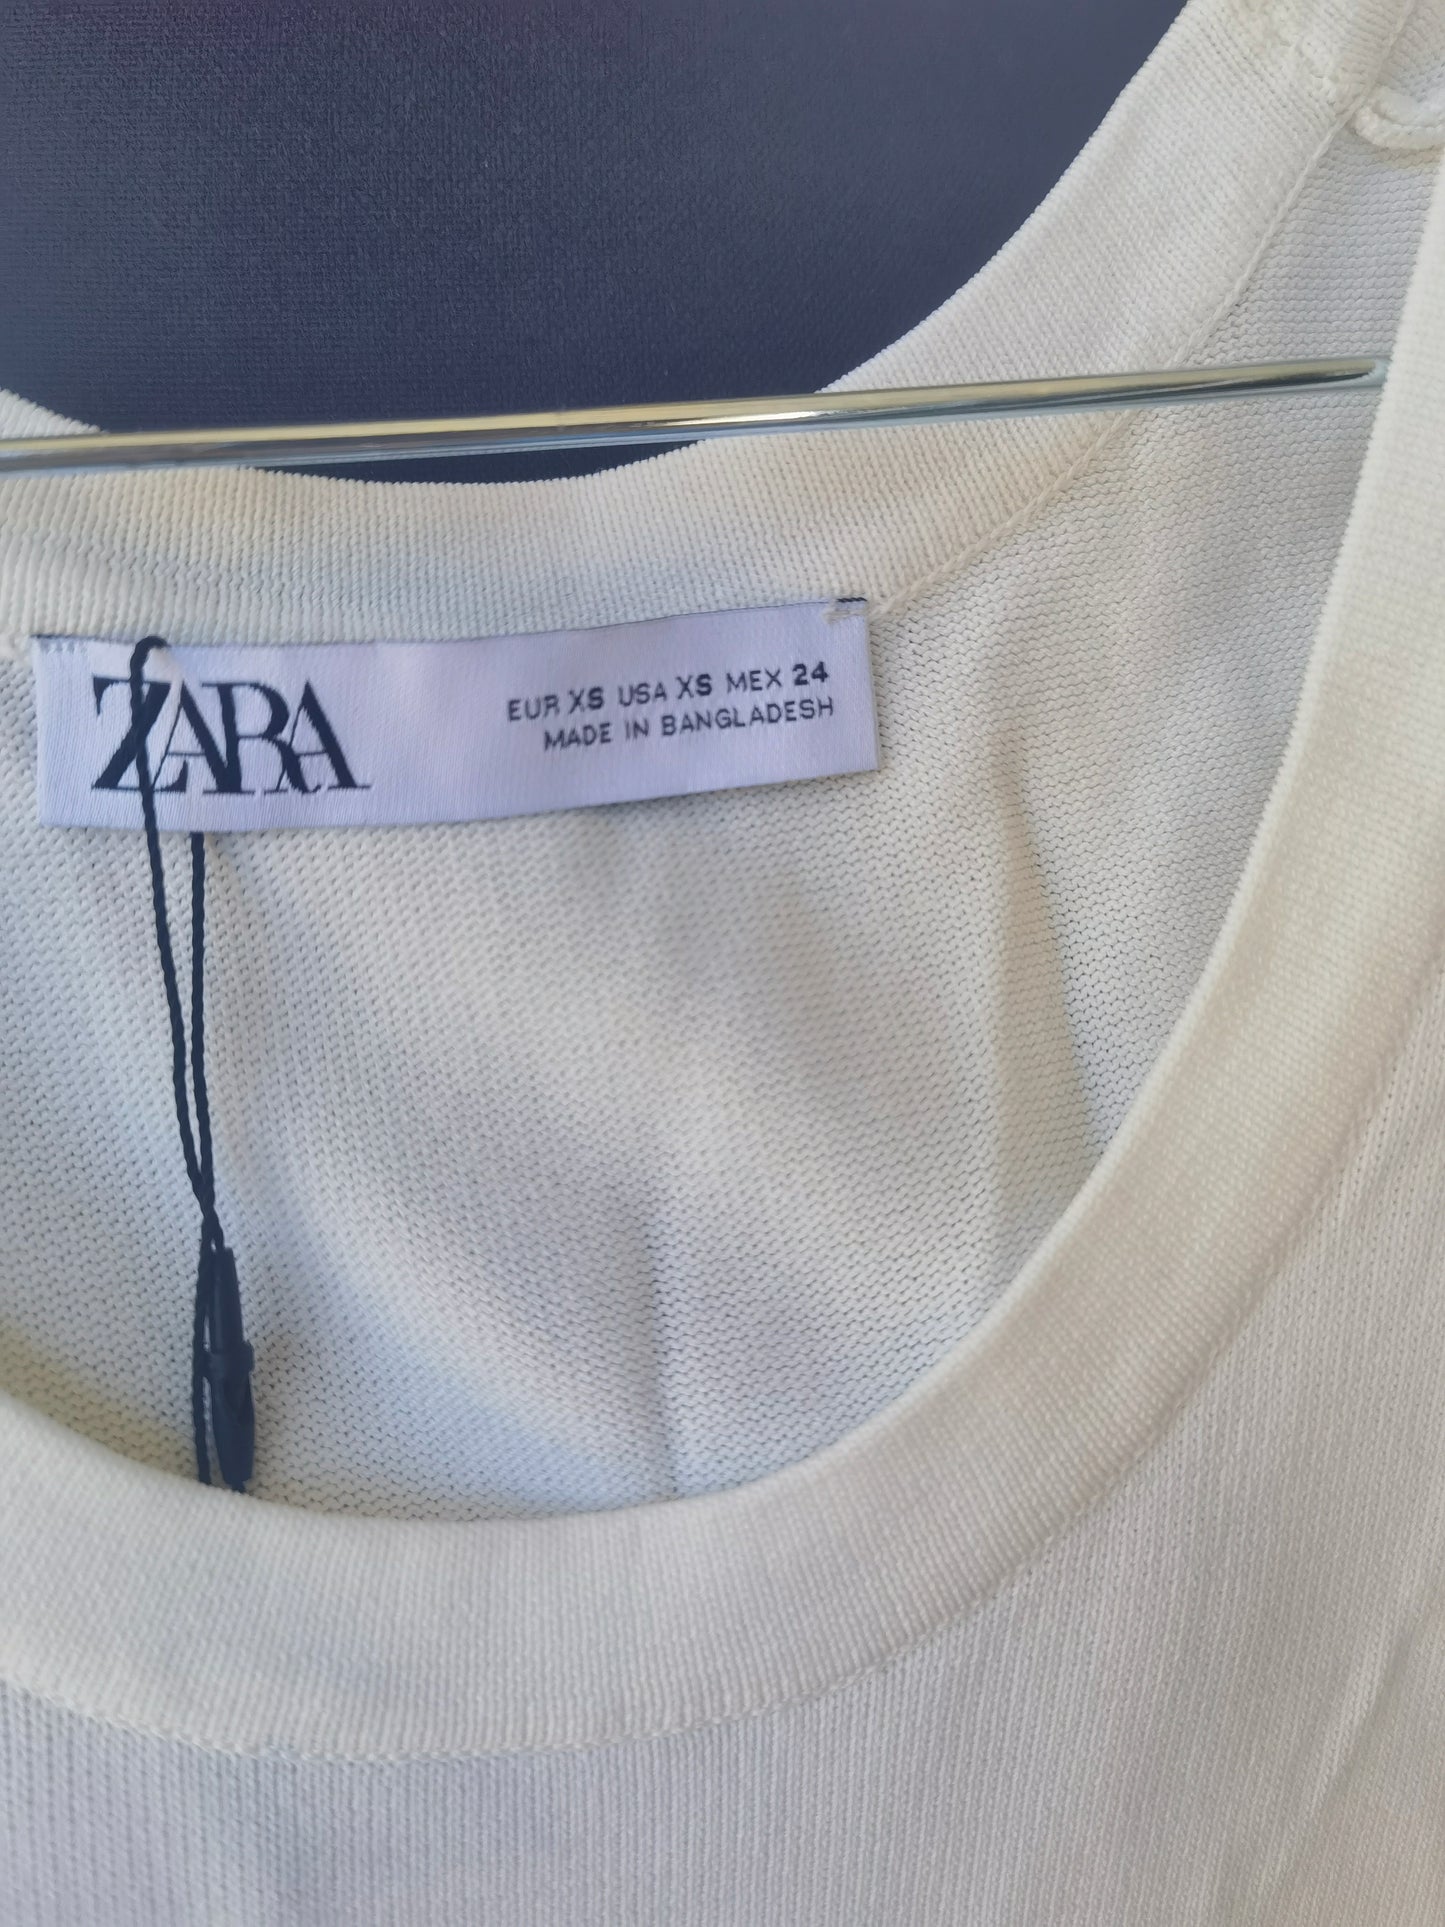 ZARA
EUR XS USA XS MEX 24
MADE IN BANGLADESH